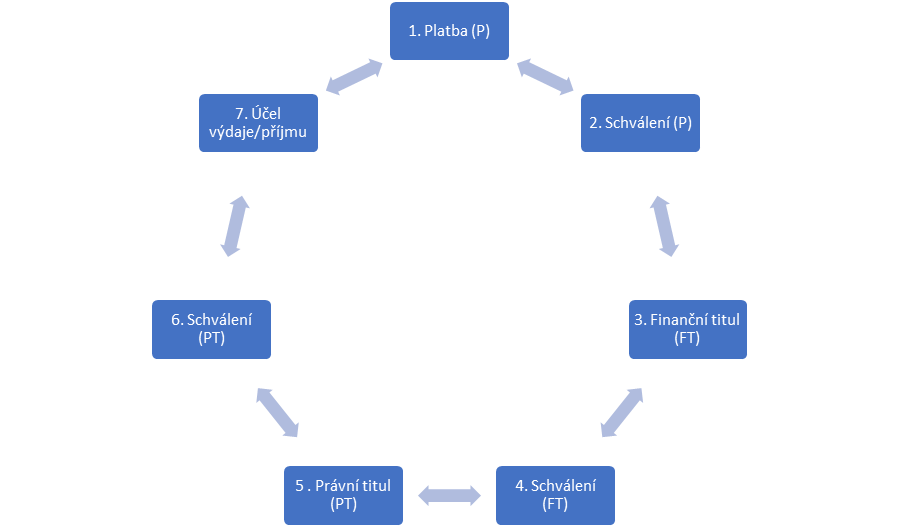 1. Platba (P)
2. Schválení (P)
3. Finanční titul
(FT)
4. Schválení
(FT)
5 . Právní titul
(PT)
6. Schválení
(PT)
7. Účel
výdaje/příjmu